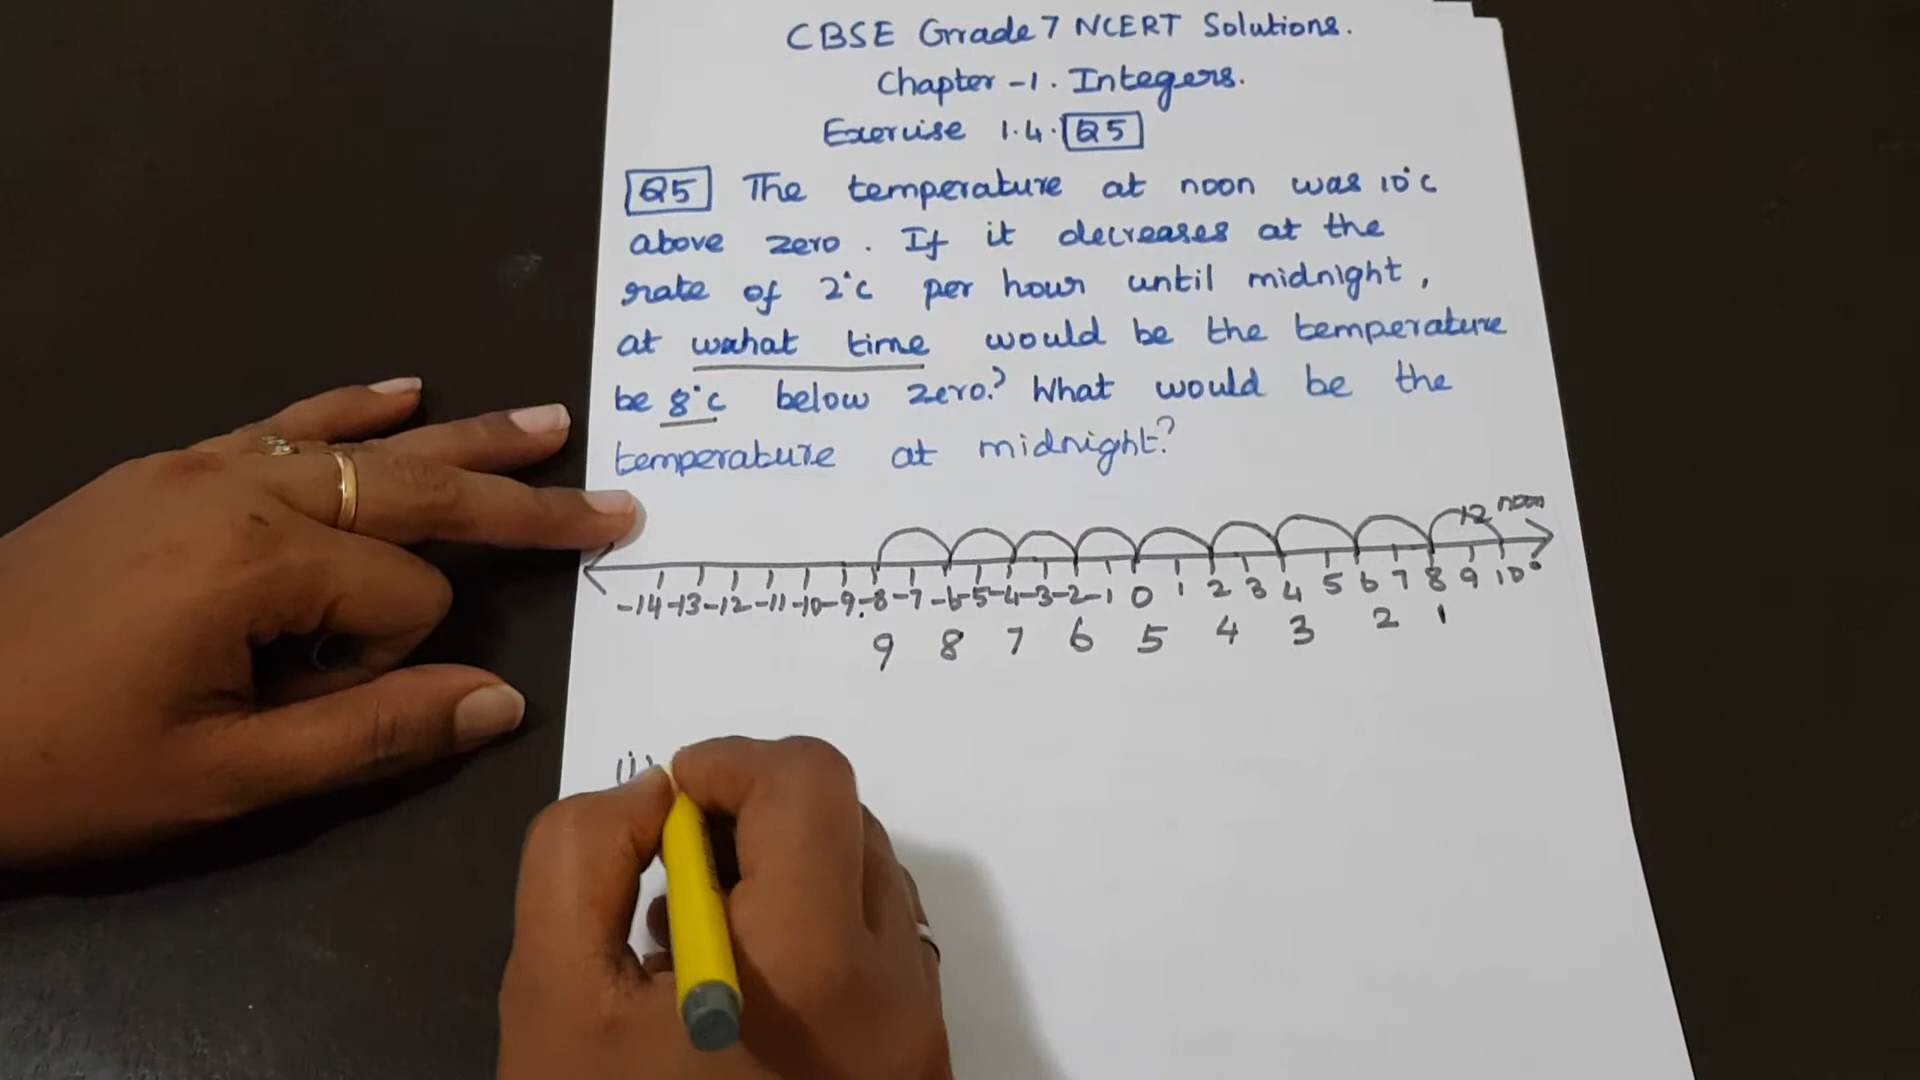 CBSE Grade 7 NCERT Solutions.
Chapter -1. Integers.
Exercise 1.4. Q5
Q5 The temperature at noon was 10°C
above zero. If it decreases at the
rate of 2°C per hour until midnight,
at wwhat time would be the temperature
be 8°C below zero? What would be the
temperature at midnight?
12 noon
-14 -13 -12 -11 -10 -9 -8 -7 -6 -5 -4 -3 -2 -1 0 1 2 3 4 5 6 7 8 9 10°
9 8 7 6 5 4 3 2 1
(i)